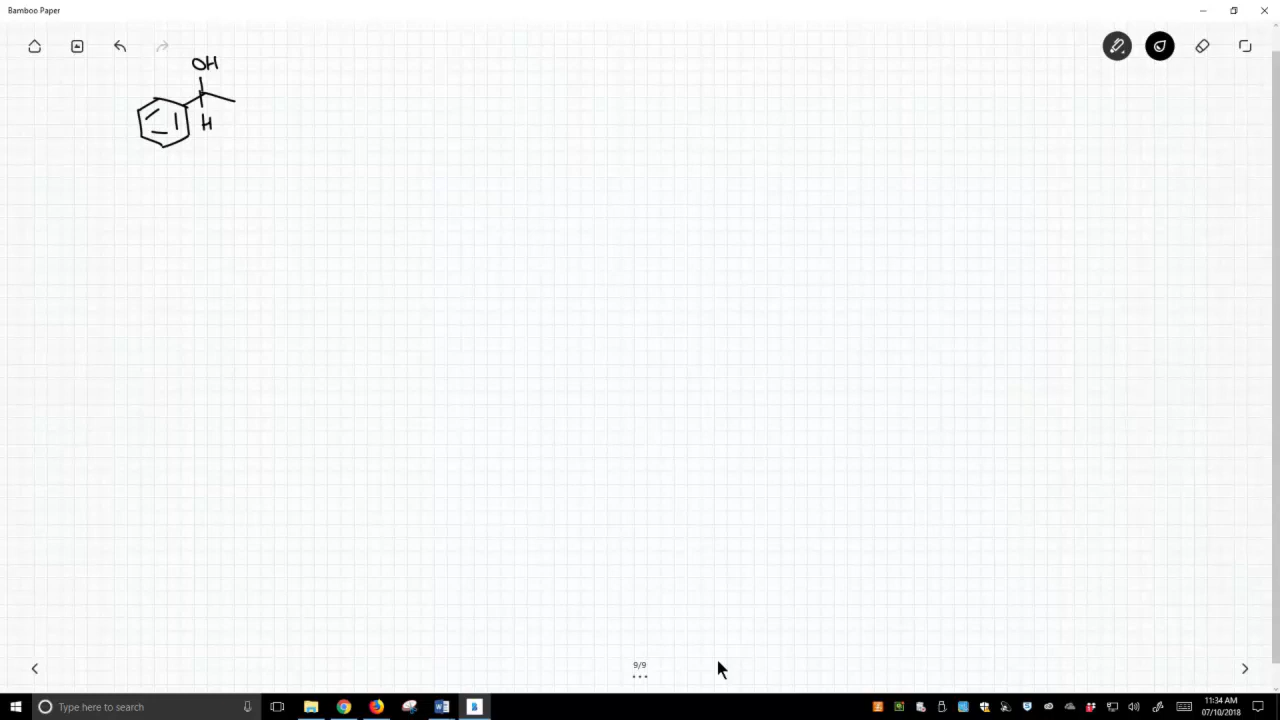 Bamboo Paper
OH
H
9/9
Type here to search
11:34 AM
07/10/2018